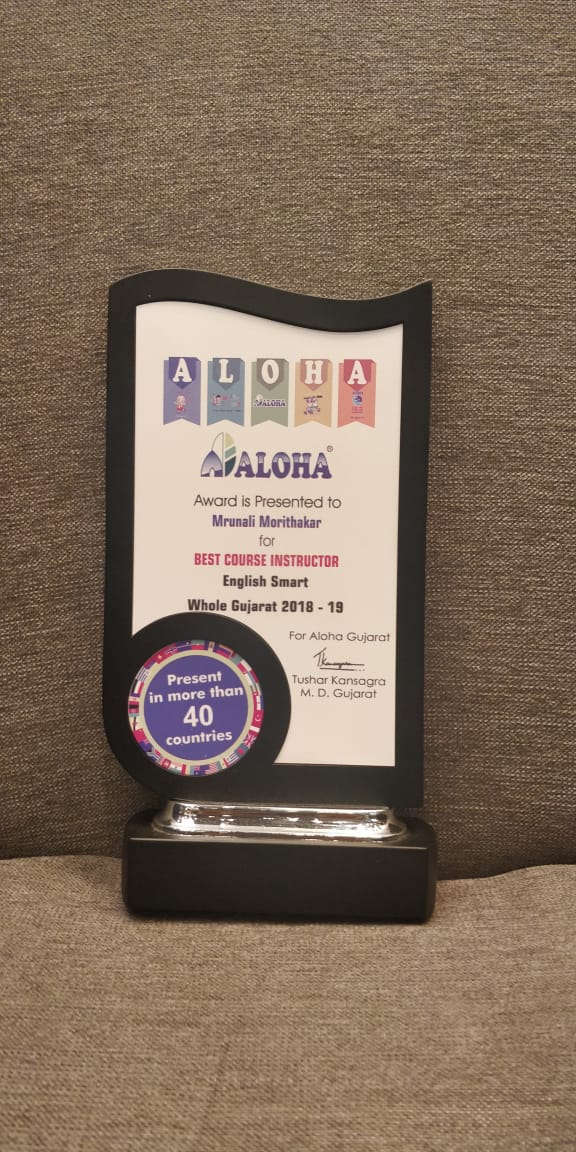 A L O H A
ALOHA
ALOHA®
Award is Presented to
Mrunali Morithakar
for
BEST COURSE INSTRUCTOR
English Smart
Whole Gujarat 2018 - 19
For Aloha Gujarat
Tushar Kansagra
M. D. Gujarat
Present
in more than
40
countries